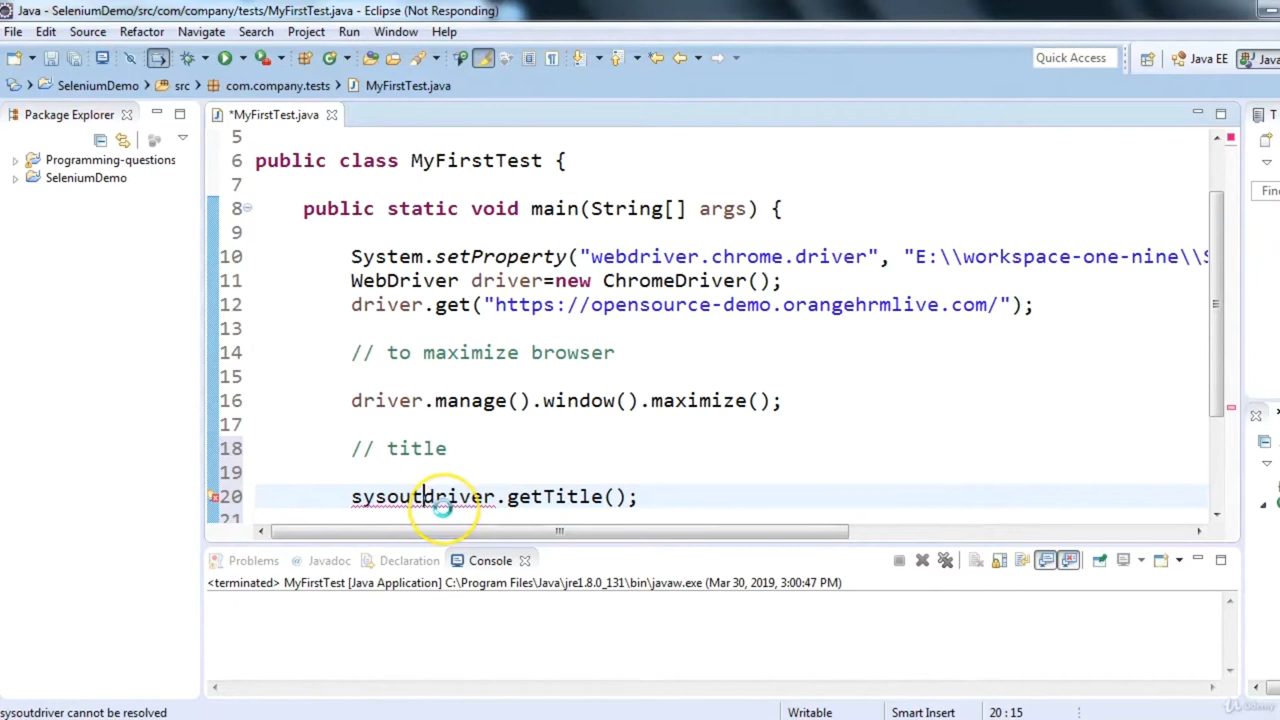 Java - SeleniumDemo/src/com/company/tests/MyFirstTest.java - Eclipse (Not Responding)
File Edit Source Refactor Navigate Search Project Run Window Help
Quick Access Java EE Java
SeleniumDemo src com.company.tests MyFirstTest.java
Package Explorer
*MyFirstTest.java
T
Programming-questions
SeleniumDemo
Fin
5
6 public class MyFirstTest {
7
8 public static void main(String[] args) {
9
10 System.setProperty("webdriver.chrome.driver", "E:\\workspace-one-nine\\S
11 WebDriver driver=new ChromeDriver();
12 driver.get("https://opensource-demo.orangehrmlive.com/");
13
14 // to maximize browser
15
16 driver.manage().window().maximize();
17
18 // title
19
20 sysoutdriver.getTitle();
21
Problems @ Javadoc Declaration Console
<terminated> MyFirstTest [Java Application] C:\Program Files\Java\jre1.8.0_131\bin\javaw.exe (Mar 30, 2019, 3:00:47 PM)
sysoutdriver cannot be resolved
Writable Smart Insert 20 : 15
Udemy